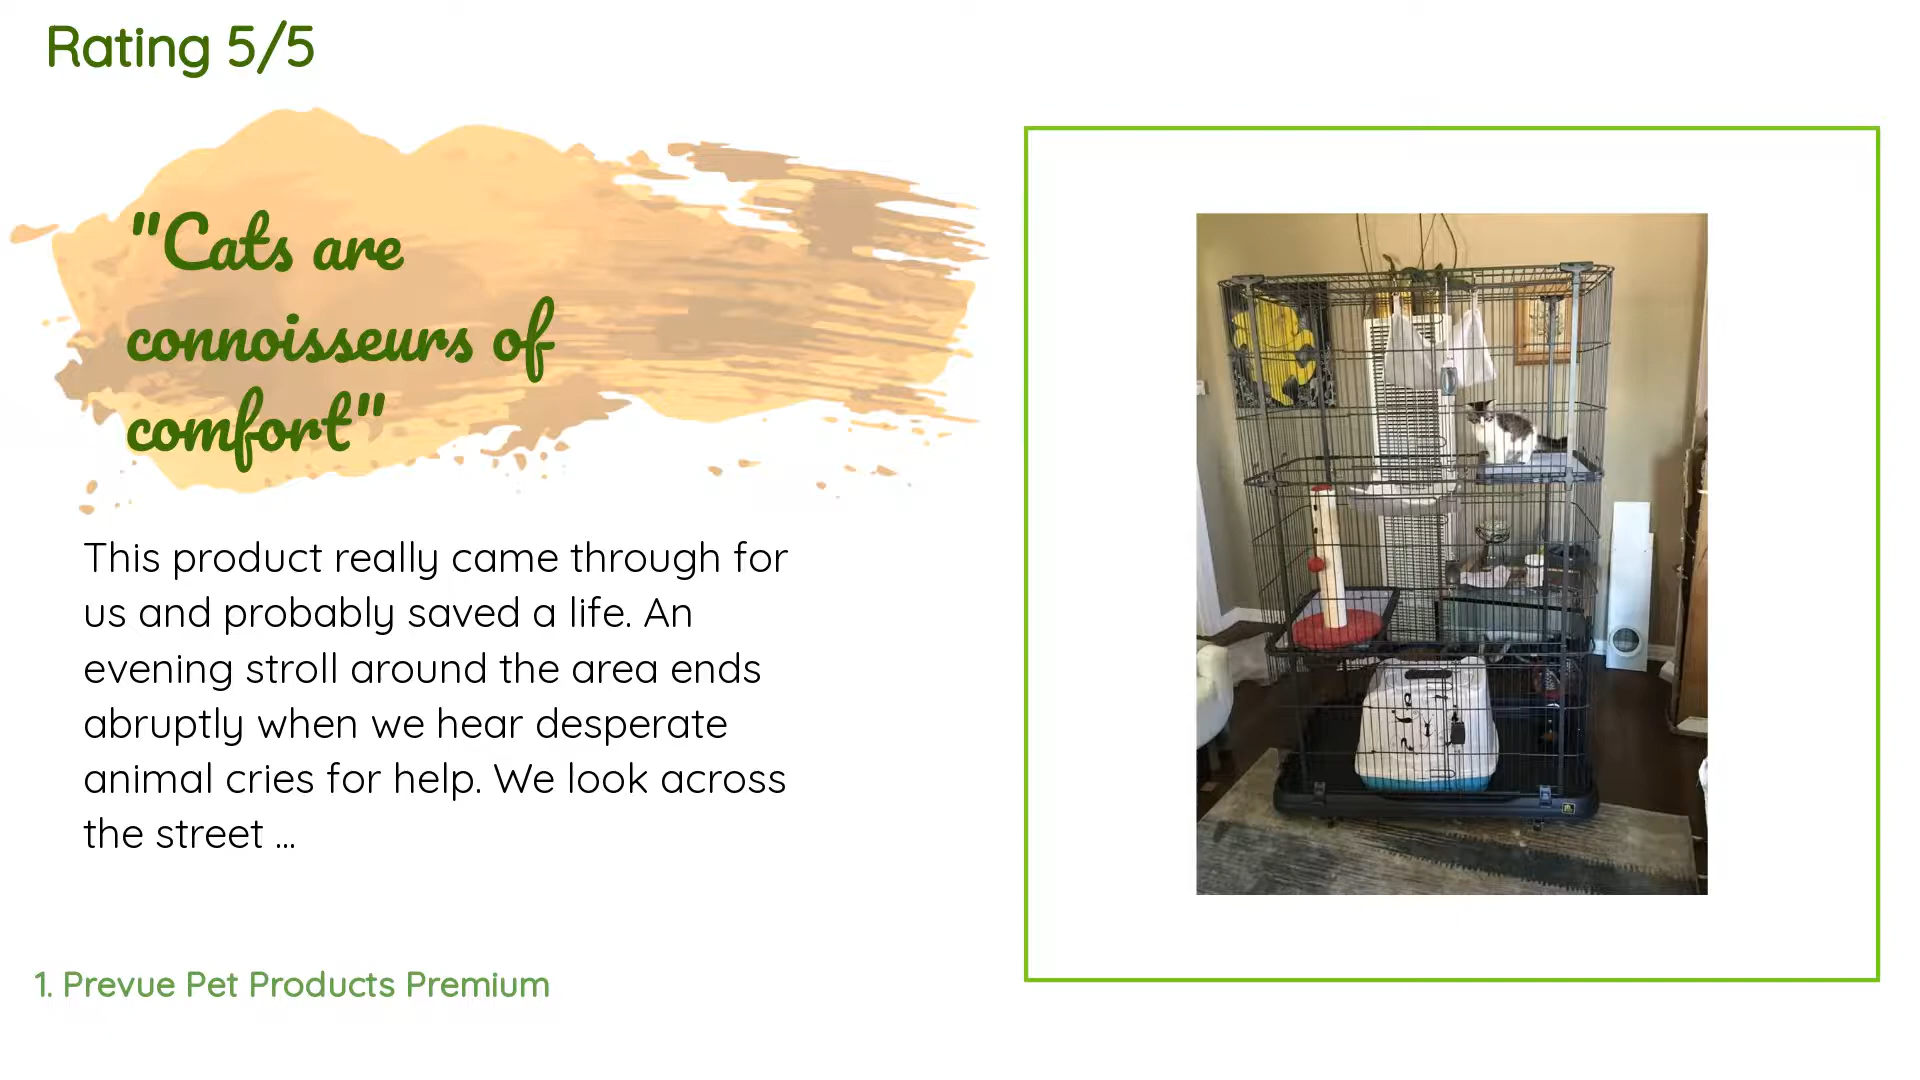 Rating 5/5
"Cats are
connoisseurs of
comfort"
This product really came through for
us and probably saved a life. An
evening stroll around the area ends
abruptly when we hear desperate
animal cries for help. We look across
the street ...
1. Prevue Pet Products Premium